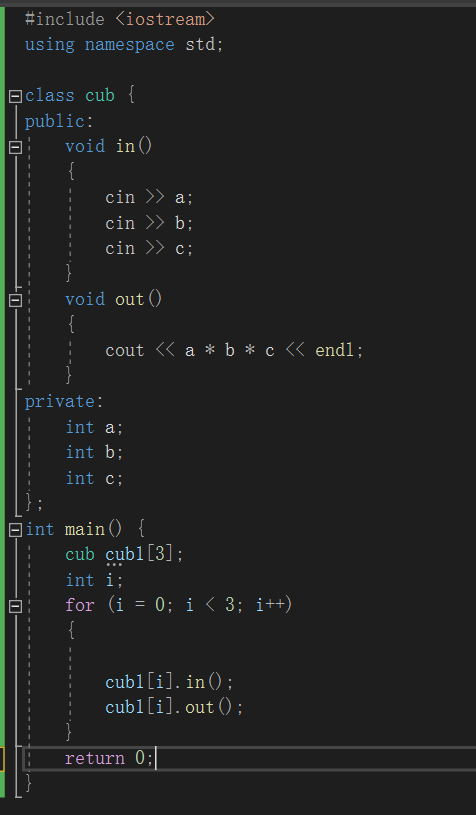 #include <iostream>
using namespace std;
class cub {
public:
void in()
{
cin >> a;
cin >> b;
cin >> c;
}
void out()
{
cout << a * b * c << endl;
}
private:
int a;
int b;
int c;
};
int main() {
cub cub1[3];
int i;
for (i = 0; i < 3; i++)
{
cub1[i].in();
cub1[i].out();
}
return 0;
}